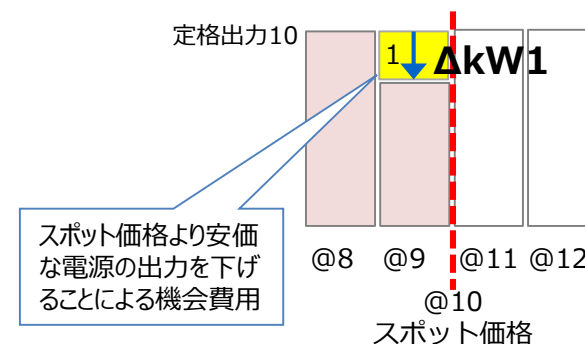 定格出力10
1
ΔkW1
スポット価格より安価
な電源の出力を下げ
ることによる機会費用
@8 @9 @11 @12
@10
スポット価格